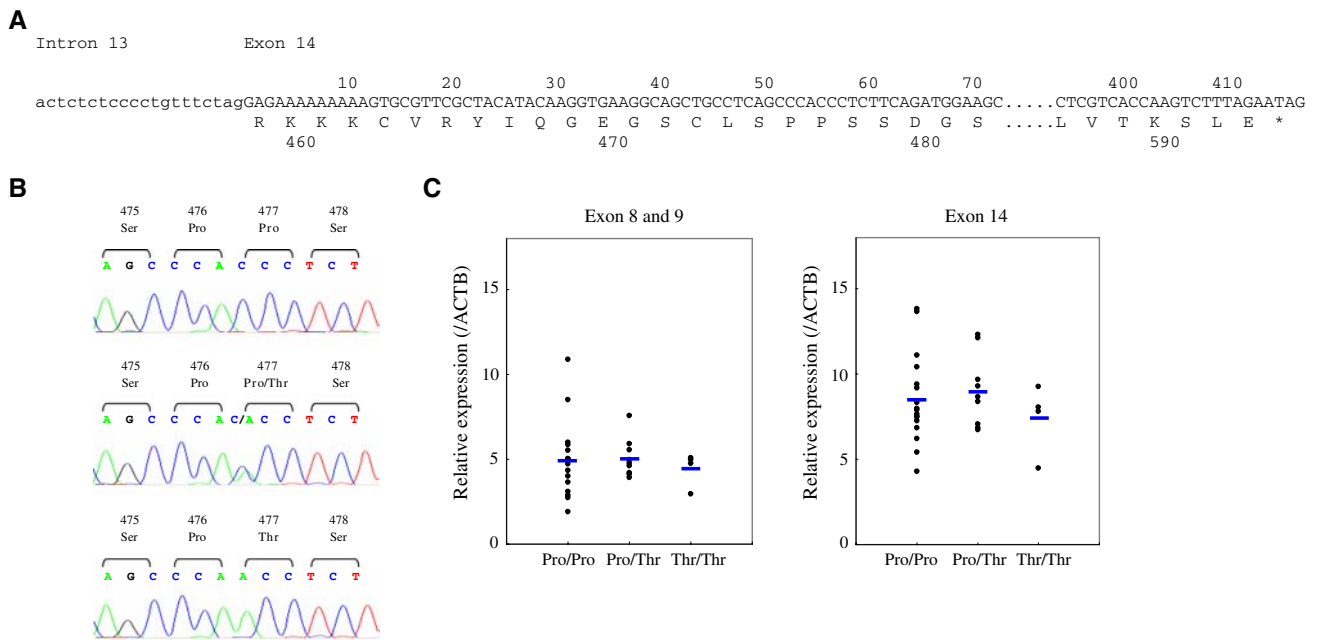 A
Intron 13 Exon 14
10 20 30 40 50 60 70 400 410
actctctcccctgtttctagGAGAAAAAAAAAGTGCGTTCGCTACATACAAGGTGAAGGCAGCTGCCTCAGCCCACCCTCTTCAGATGGAAGC.....CTCGTCACCAAGTCTTTAGAATAG
R K K K C V R Y I Q G E G S C L S P P S S D G S .....L V T K S L E *
460 470 480 590
B
475 476 477 478
Ser Pro Pro Ser
A G C C C A C C C T C T
475 476 477 478
Ser Pro Pro/Thr Ser
A G C C C A C/A C C T C T
475 476 477 478
Ser Pro Thr Ser
A G C C C A A C C T C T
C
Exon 8 and 9
Relative expression (/ACTB)
15
10
5
0
Pro/Pro Pro/Thr Thr/Thr
Exon 14
Relative expression (/ACTB)
15
10
5
0
Pro/Pro Pro/Thr Thr/Thr